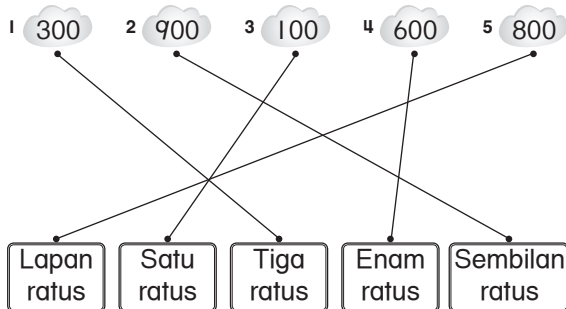 1 300 2 900 3 100 4 600 5 800
Lapan Satu Tiga Enam Sembilan
ratus ratus ratus ratus ratus